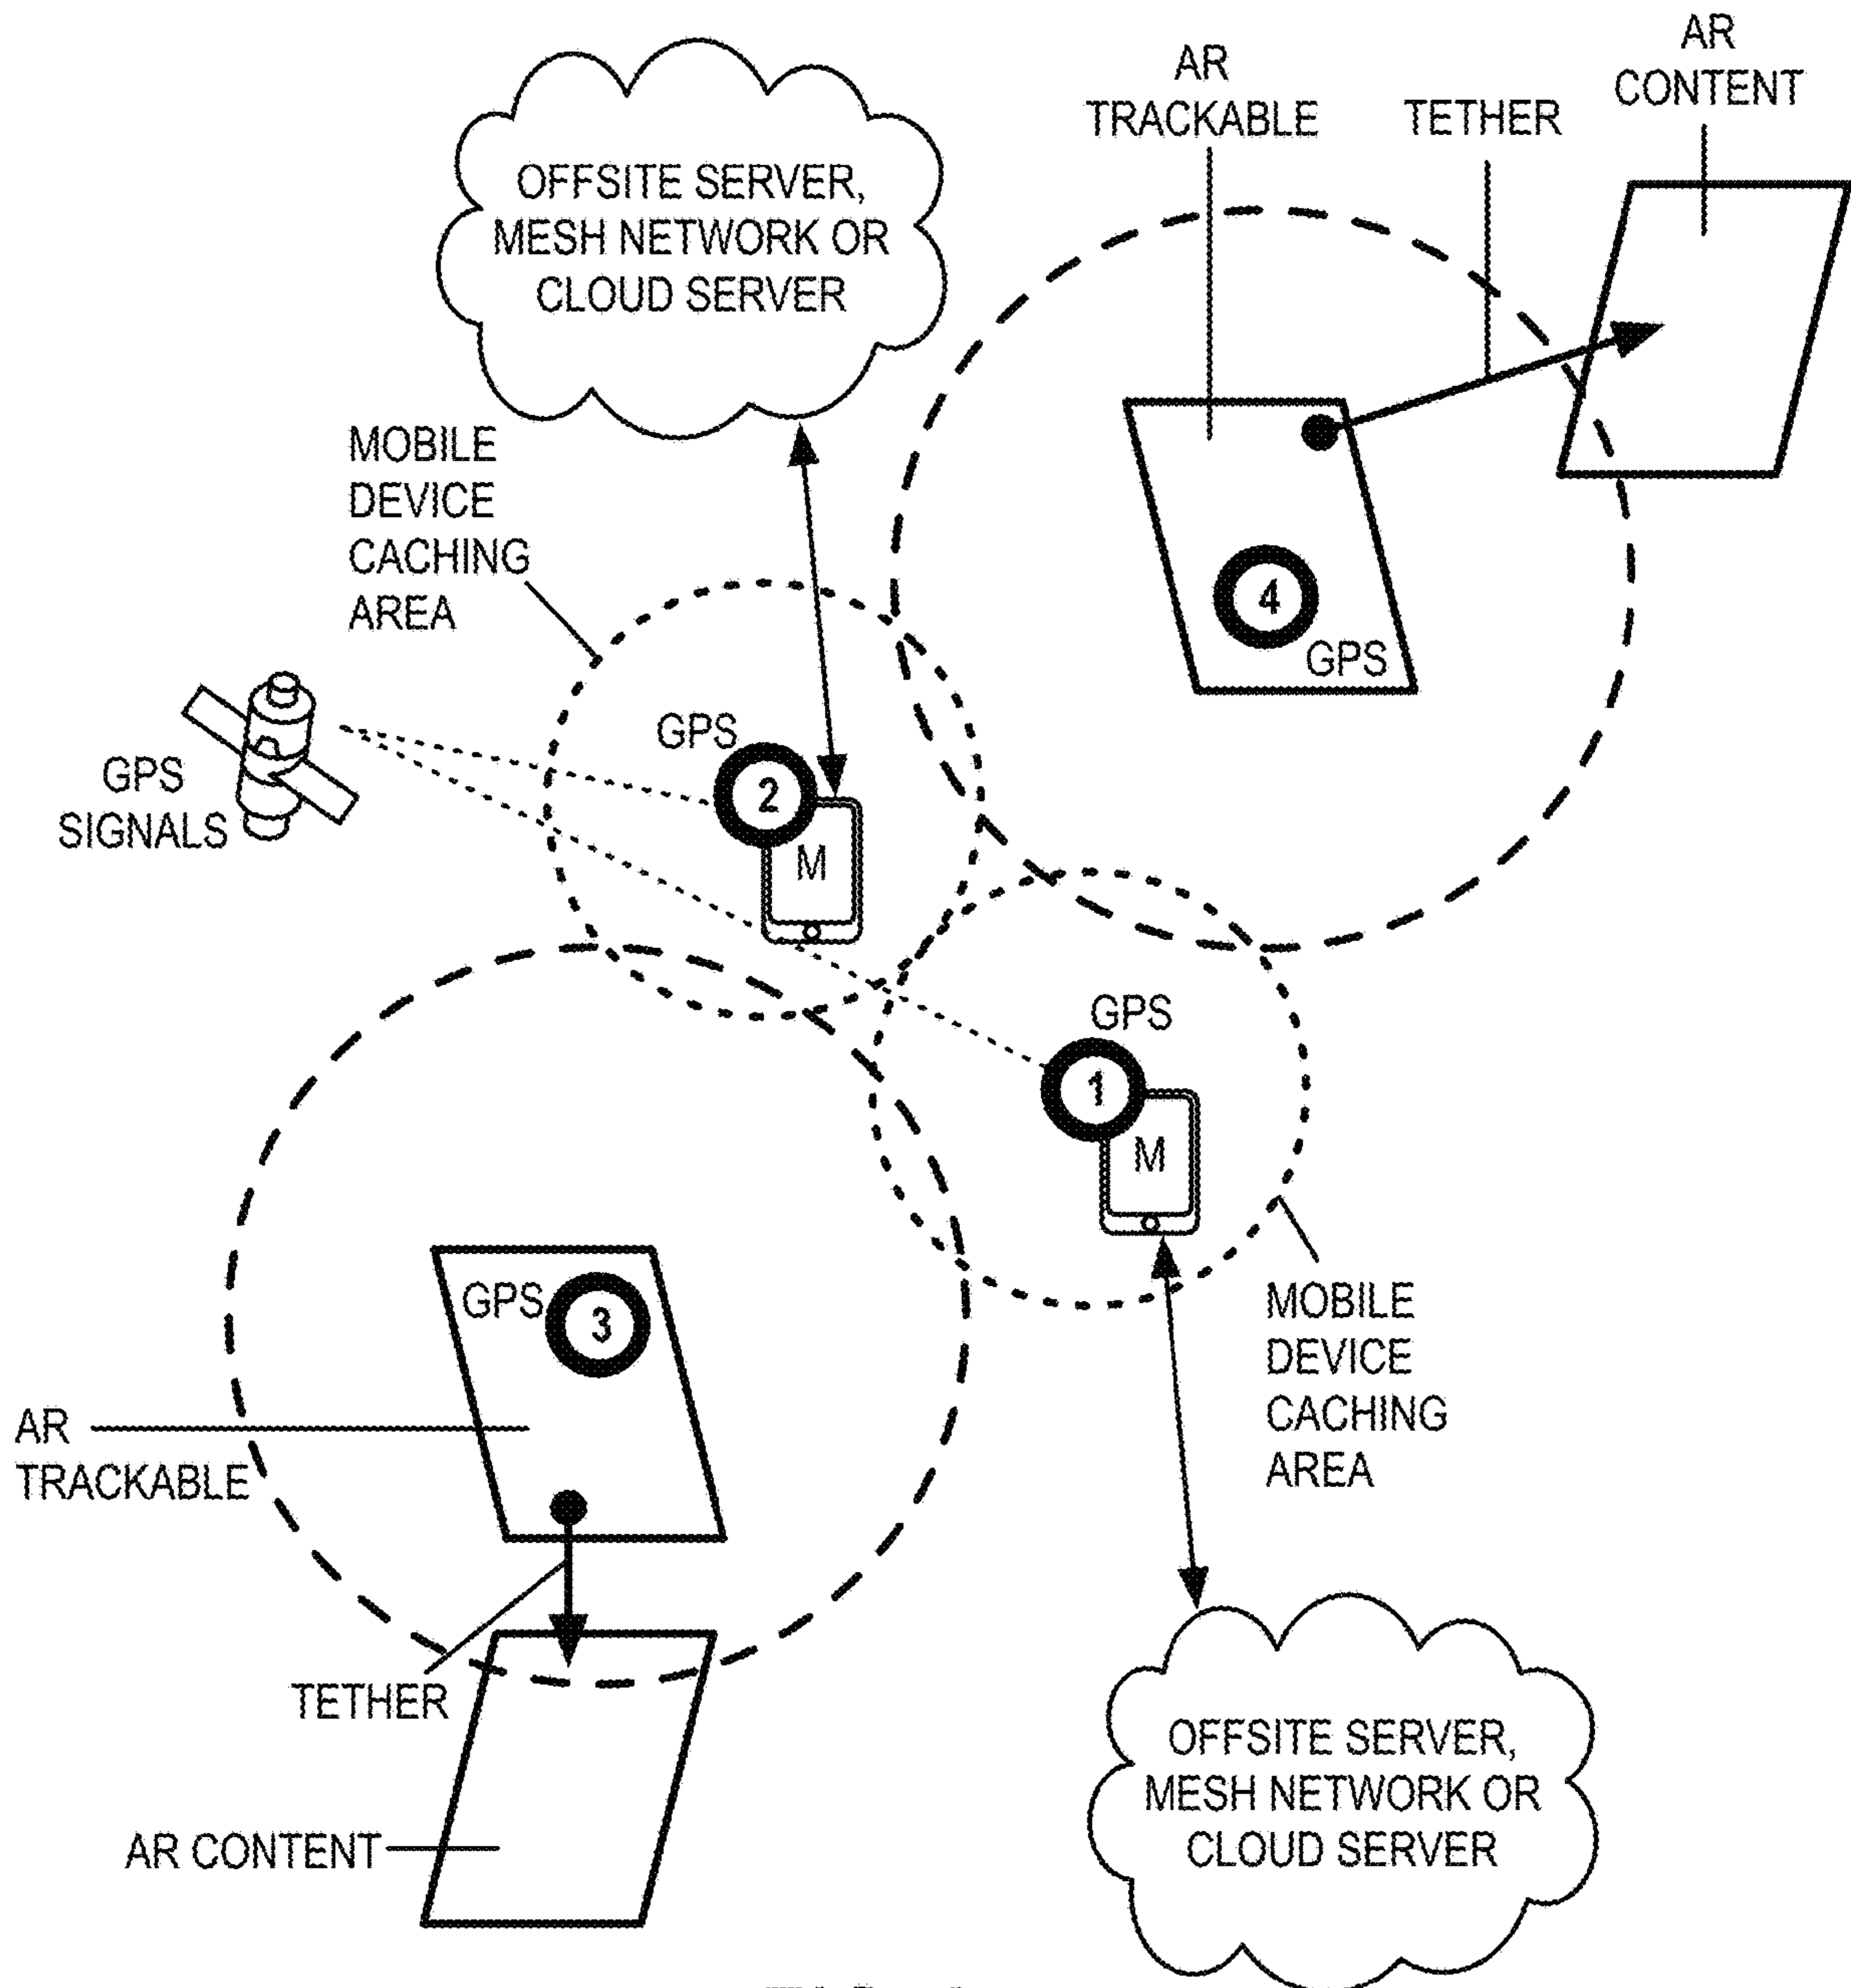 AR
TRACKABLE
TETHER
AR
CONTENT
OFFSITE SERVER,
MESH NETWORK OR
CLOUD SERVER
MOBILE
DEVICE
CACHING
AREA
4
GPS
GPS
2
M
GPS
SIGNALS
GPS
1
M
GPS
3
MOBILE
DEVICE
CACHING
AREA
AR
TRACKABLE
TETHER
AR CONTENT
OFFSITE SERVER,
MESH NETWORK OR
CLOUD SERVER